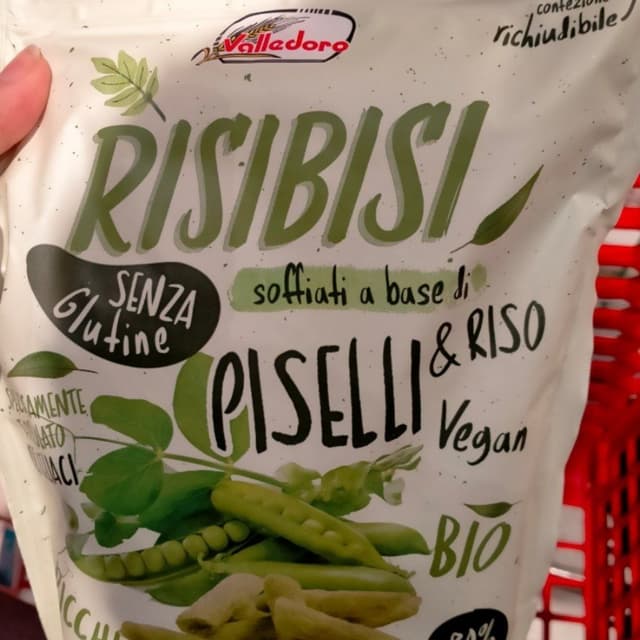 confezione
richiudibile
Valledoro
RISIBISI
SENZA
Glutine
soffiati a base di
PISELLI
& RISO
Vegan
BIO